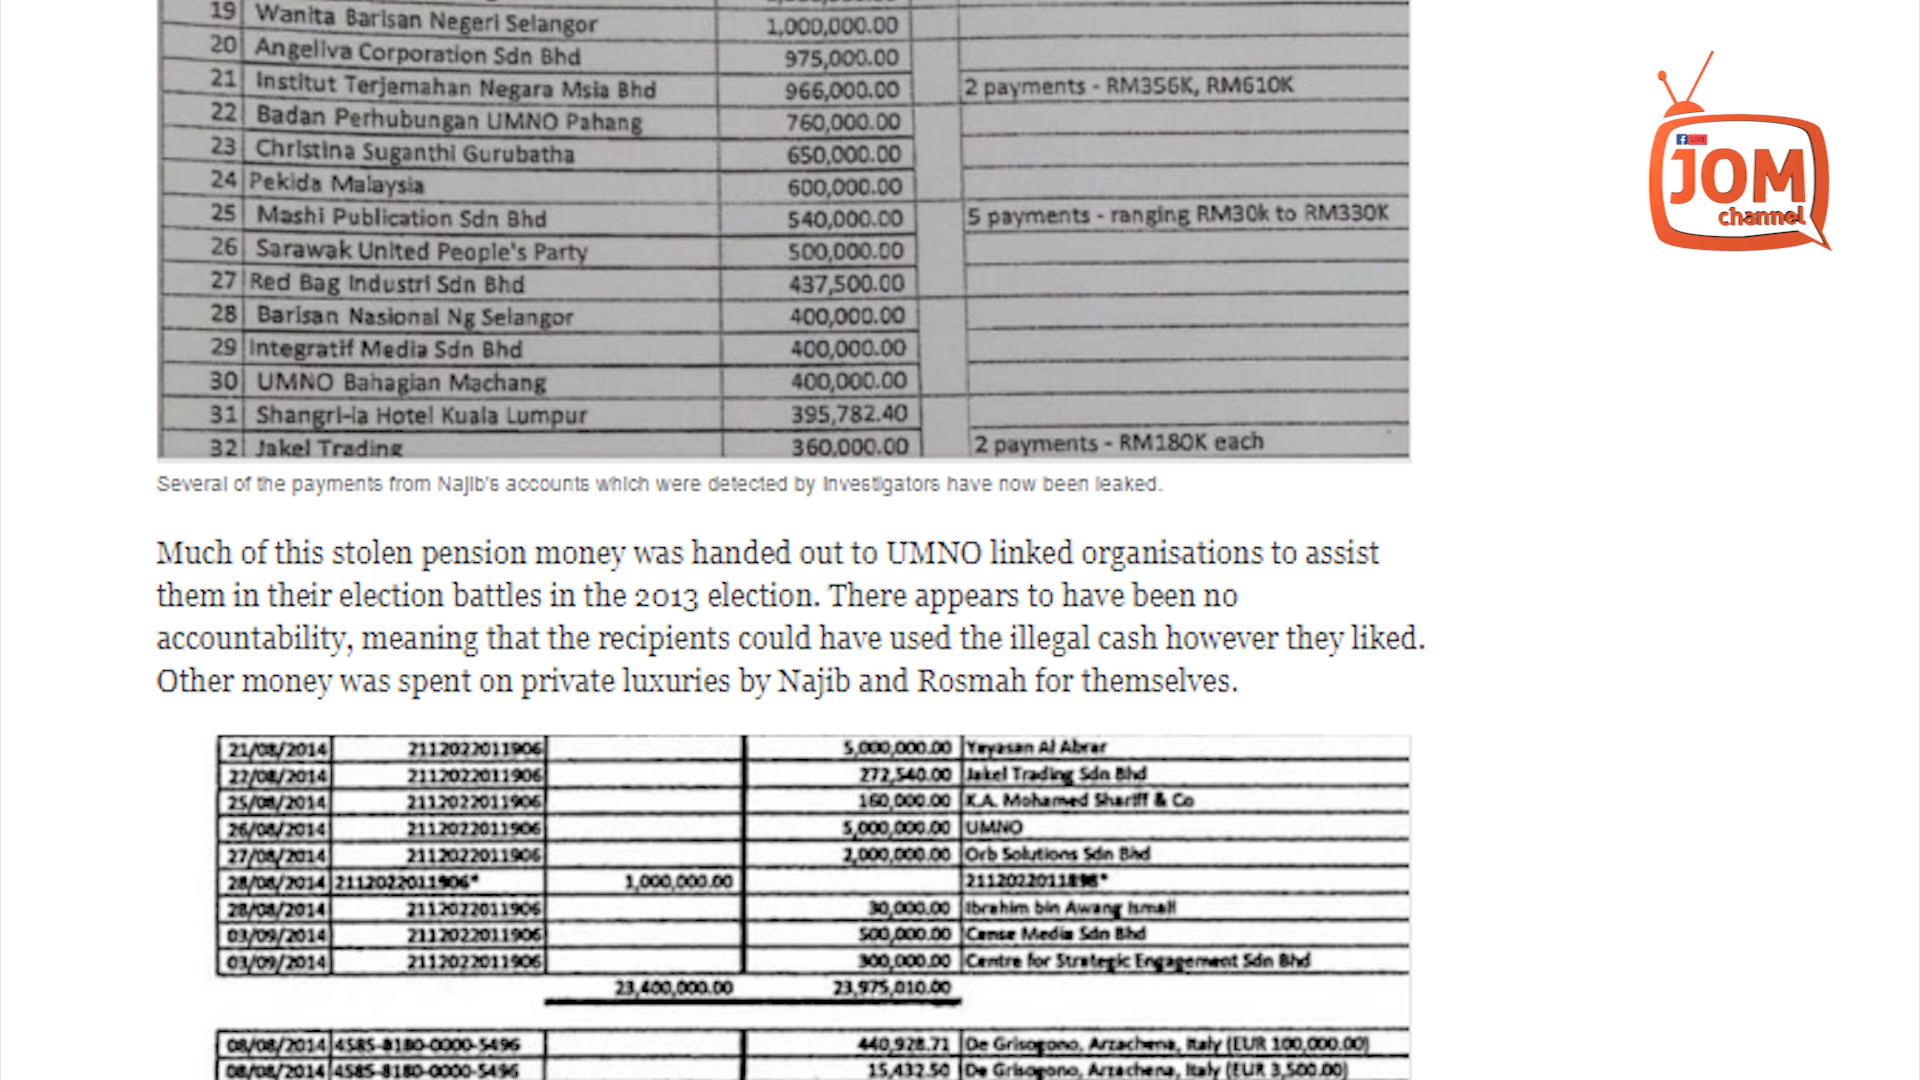 19 Wanita Barisan Negeri Selangor 1,000,000.00
20 Angeliva Corporation Sdn Bhd 975,000.00
21 Institut Terjemahan Negara Msia Bhd 966,000.00 2 payments - RM356K, RM610K
22 Badan Perhubungan UMNO Pahang 760,000.00
23 Christina Suganthi Gurubatha 650,000.00
24 Pekida Malaysia 600,000.00
25 Mashi Publication Sdn Bhd 540,000.00 5 payments - ranging RM30k to RM330K
26 Sarawak United People's Party 500,000.00
27 Red Bag Industri Sdn Bhd 437,500.00
28 Barisan Nasional Ng Selangor 400,000.00
29 Integratif Media Sdn Bhd 400,000.00
30 UMNO Bahagian Machang 400,000.00
31 Shangri-la Hotel Kuala Lumpur 395,782.40
32 Jakel Trading 360,000.00 2 payments - RM180K each
LIVE
JOM
channel
Several of the payments from Najib's accounts which were detected by investigators have now been leaked.
Much of this stolen pension money was handed out to UMNO linked organisations to assist
them in their election battles in the 2013 election. There appears to have been no
accountability, meaning that the recipients could have used the illegal cash however they liked.
Other money was spent on private luxuries by Najib and Rosmah for themselves.
21/08/2014 2112022011906 5,000,000.00 Yayasan Al Abrar
22/08/2014 2112022011906 272,540.00 Jakel Trading Sdn Bhd
25/08/2014 2112022011906 160,000.00 K.A. Mohamed Shariff & Co
26/08/2014 2112022011906 5,000,000.00 UMNO
27/08/2014 2112022011906 2,000,000.00 Orb Solutions Sdn Bhd
28/08/2014 2112022011906* 1,000,000.00
28/08/2014 2112022011906 30,000.00 Ibrahim bin Awang Ismail
03/09/2014 2112022011906 500,000.00 Cense Media Sdn Bhd
03/09/2014 2112022011906 300,000.00 Centre for Strategic Engagement Sdn Bhd
23,400,000.00 23,975,010.00
08/08/2014 4585-8180-0000-5496 440,928.71 De Grisogono, Arzachena, Italy (EUR 100,000.00)
08/08/2014 4585-8180-0000-5496 15,432.50 De Grisogono, Arzachena, Italy (EUR 3,500.00)